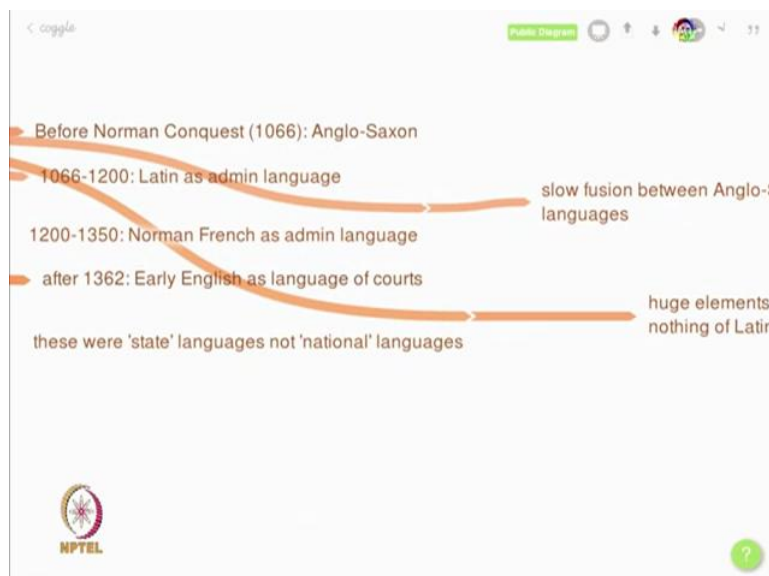 coggle
Public Diagram
Before Norman Conquest (1066): Anglo-Saxon
1066-1200: Latin as admin language
slow fusion between Anglo-
languages
1200-1350: Norman French as admin language
after 1362: Early English as language of courts
huge elements
nothing of Latin
these were 'state' languages not 'national' languages
NPTEL
?